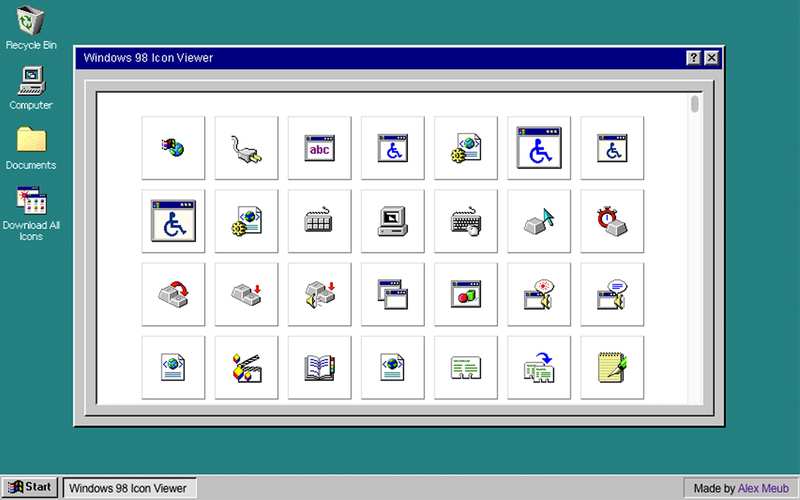 Recycle Bin
Computer
Documents
Download All
Icons
Windows 98 Icon Viewer
?
abc
Start
Windows 98 Icon Viewer
Made by Alex Meub